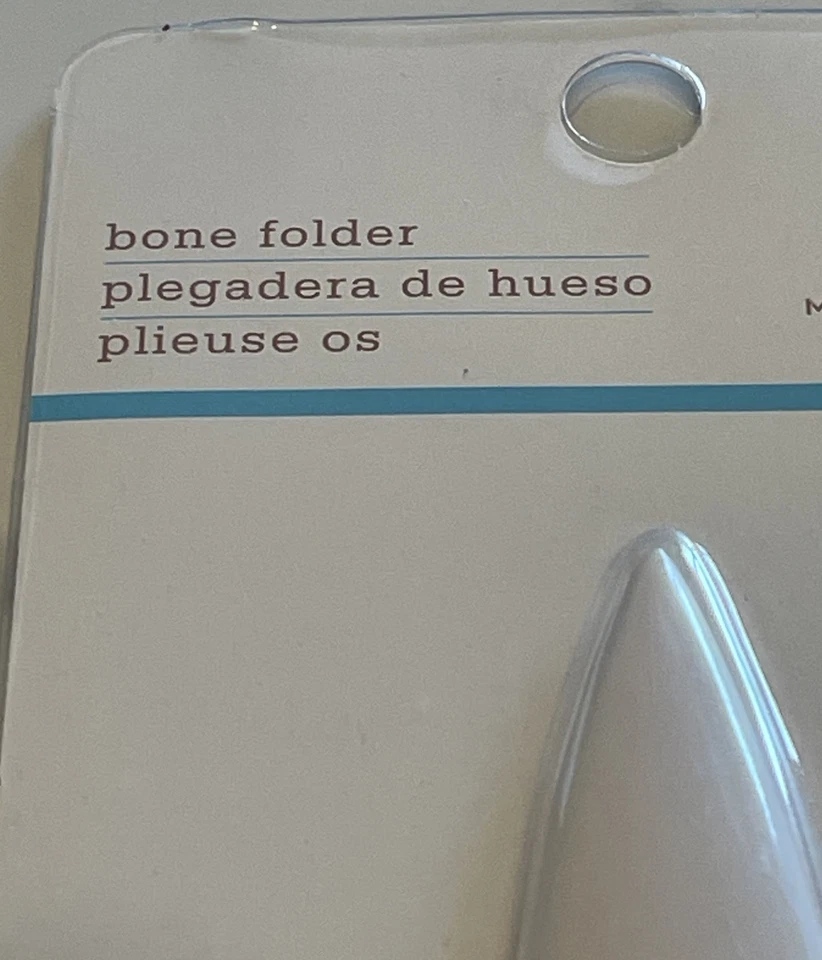 bone folder
plegadera de hueso
plieuse os